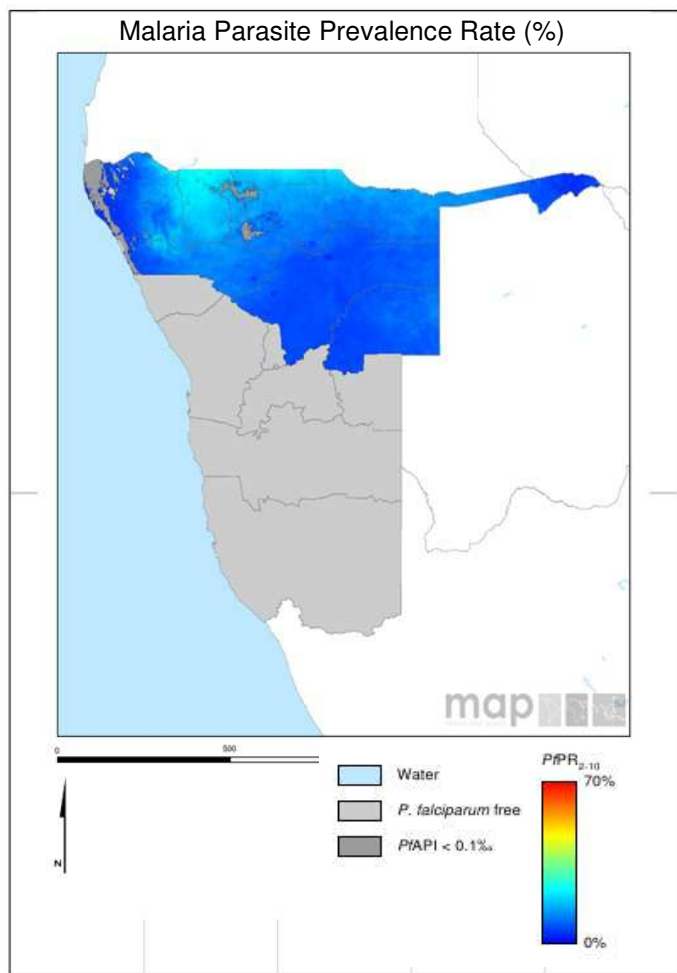 Malaria Parasite Prevalence Rate (%)
map
0
500
N
Water
P. falciparum free
PfAPI < 0.1‰
PfPR2-10
70%
0%